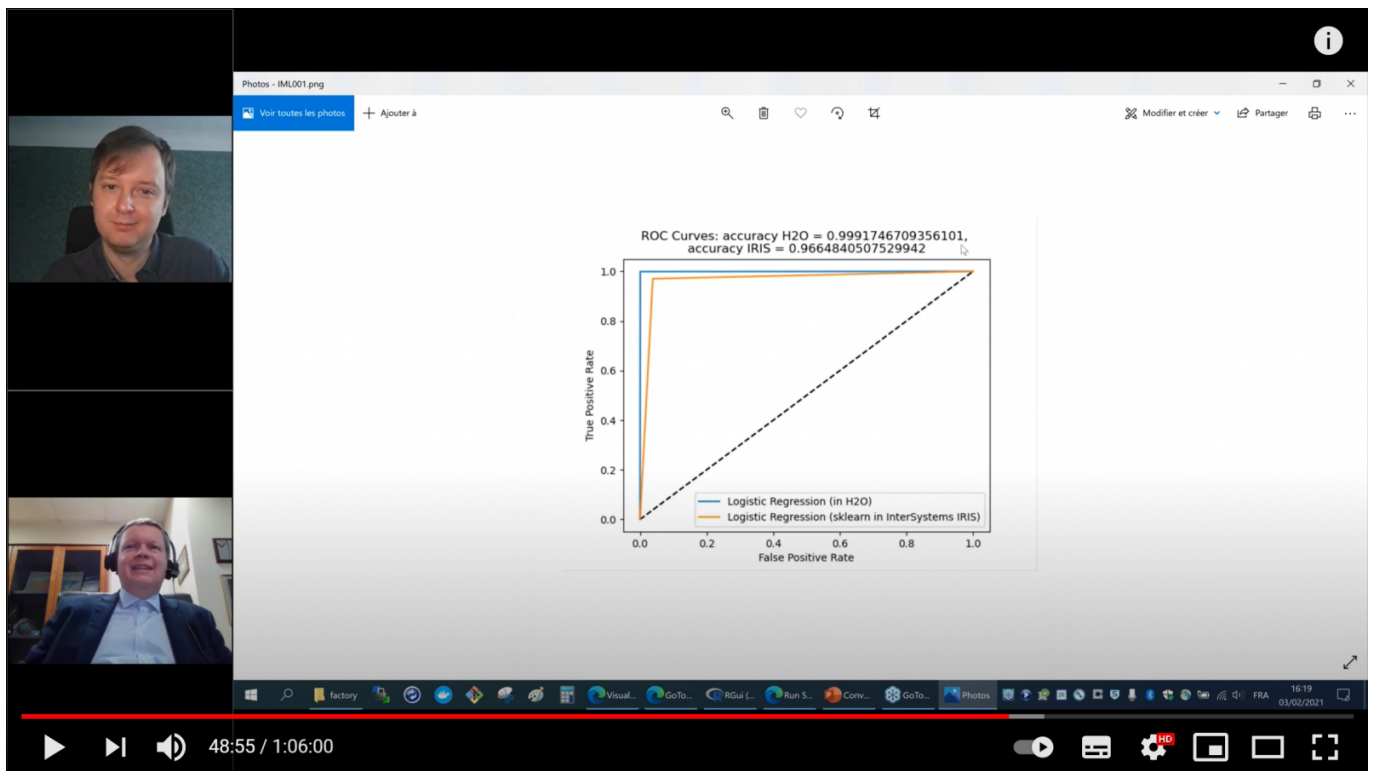 Photos - IML001.png
Voir toutes les photos
Ajouter à
Modifier et créer
Partager
ROC Curves: accuracy H2O = 0.9991746709356101,
accuracy IRIS = 0.9664840507529942
1.0
0.8
0.6
0.4
0.2
0.0
True Positive Rate
Logistic Regression (in H2O)
Logistic Regression (sklearn in InterSystems IRIS)
0.0 0.2 0.4 0.6 0.8 1.0
False Positive Rate
factory
Visual...
GoTo...
RGui (...
Run S...
Conv...
GoTo...
Photos
FRA
16:19
03/02/2021
48:55 / 1:06:00
HD